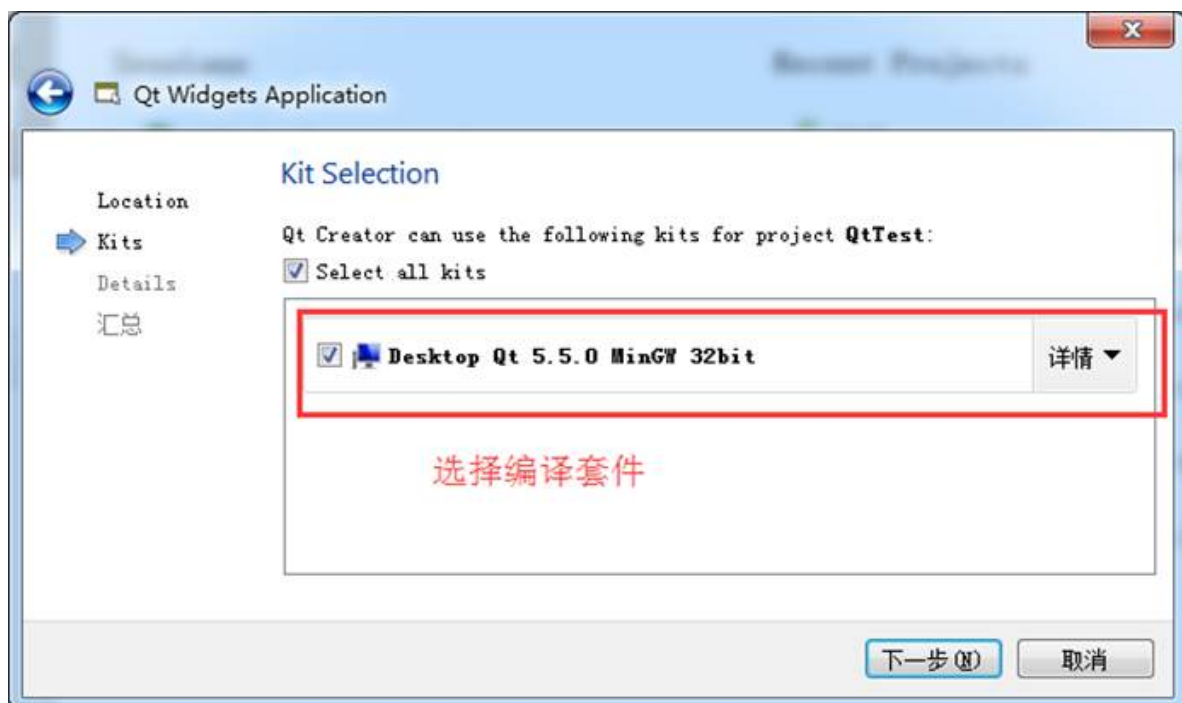 Recent Projects
Qt Widgets Application
Kit Selection
Location
Kits
Details
汇总
Qt Creator can use the following kits for project QtTest:
Select all kits
Desktop Qt 5.5.0 MinGW 32bit
详情
选择编译套件
下一步(N)
取消